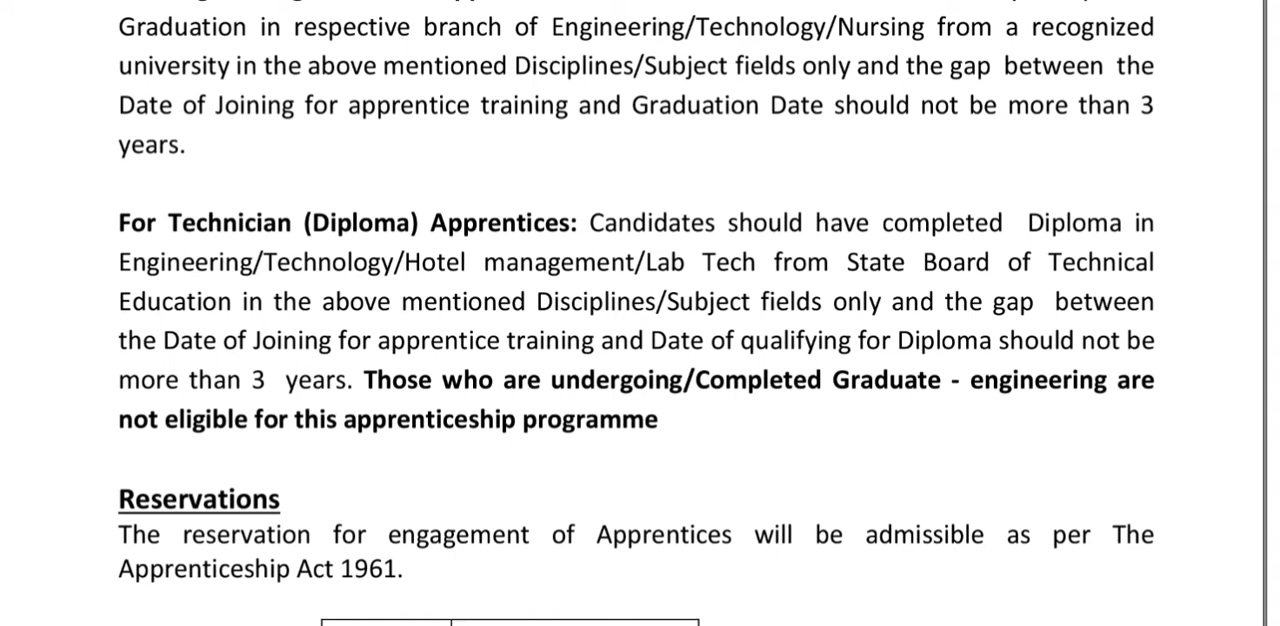 Graduation in respective branch of Engineering/Technology/Nursing from a recognized
university in the above mentioned Disciplines/Subject fields only and the gap between the
Date of Joining for apprentice training and Graduation Date should not be more than 3
years.
For Technician (Diploma) Apprentices: Candidates should have completed Diploma in
Engineering/Technology/Hotel management/Lab Tech from State Board of Technical
Education in the above mentioned Disciplines/Subject fields only and the gap between
the Date of Joining for apprentice training and Date of qualifying for Diploma should not be
more than 3 years. Those who are undergoing/Completed Graduate - engineering are
not eligible for this apprenticeship programme
Reservations
The reservation for engagement of Apprentices will be admissible as per The
Apprenticeship Act 1961.